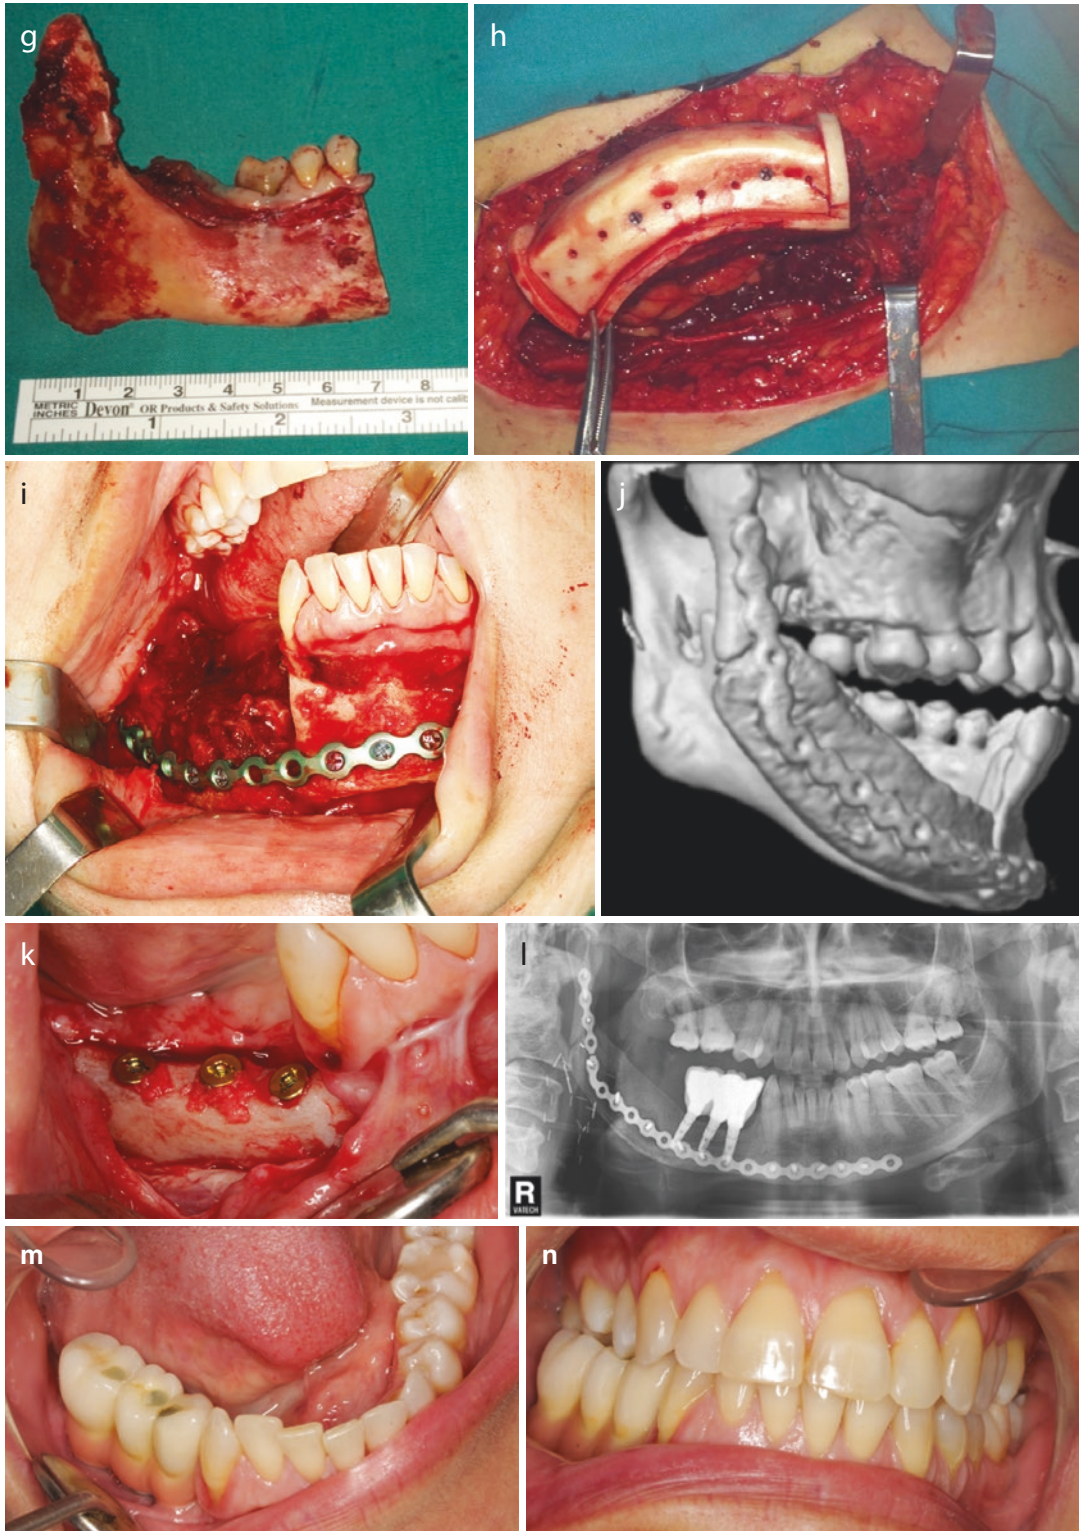 g
h
1 2 3 4 5 6 7 8
METRIC
INCHES Devon® OR Products & Safety Solutions Measurement device is not calib
1 2 3
i
j
k
l
R
VATECH
m
n